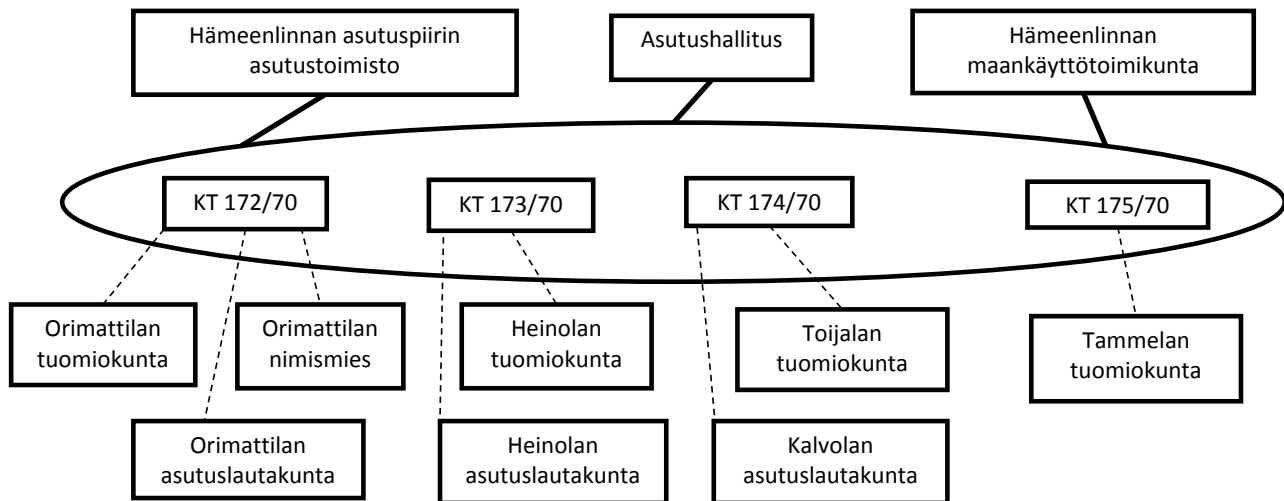 Hämeenlinnan asutuspiirin
asutustoimisto
Asutushallitus
Hämeenlinnan
maankäyttötoimikunta
KT 172/70
KT 173/70
KT 174/70
KT 175/70
Orimattilan
tuomiokunta
Orimattilan
nimismies
Heinolan
tuomiokunta
Toijalan
tuomiokunta
Tammelan
tuomiokunta
Orimattilan
asutuslautakunta
Heinolan
asutuslautakunta
Kalvolan
asutuslautakunta